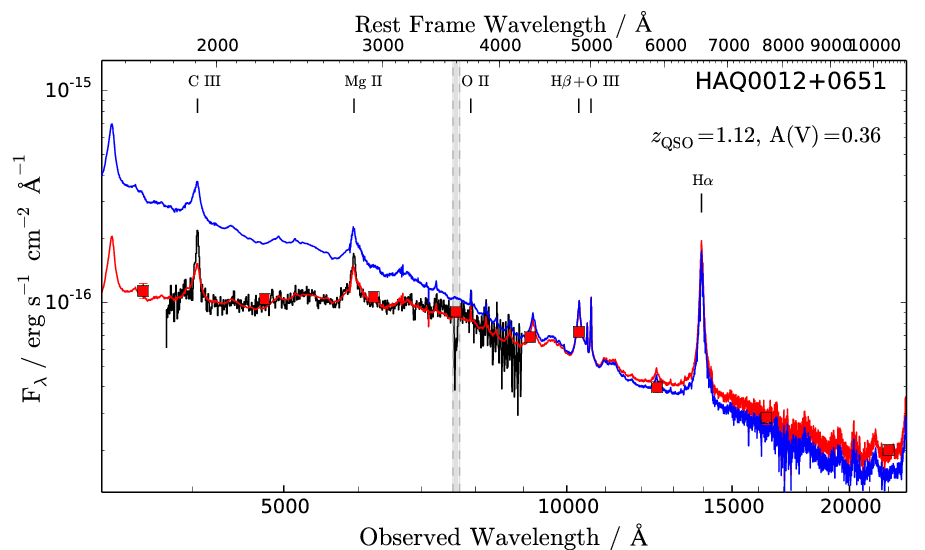 Rest Frame Wavelength / Å
2000 3000 4000 5000 6000 7000 8000 9000 10000
10⁻¹⁵
C III Mg II O II Hβ+O III
HAQ0012+0651
z_QSO=1.12, A(V)=0.36
Hα
10⁻¹⁶
F_λ / erg s⁻¹ cm⁻² Å⁻¹
5000 10000 15000 20000
Observed Wavelength / Å